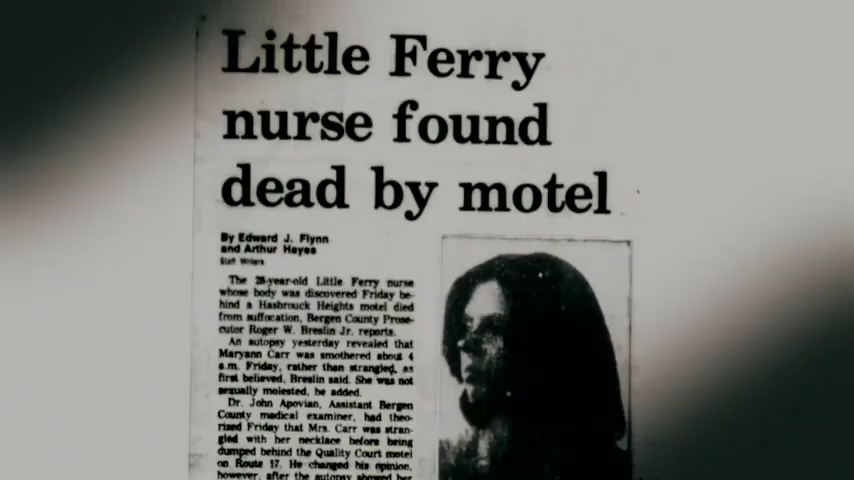 Little Ferry
nurse found
dead by motel
By Edward J. Flynn
and Arthur Hayes
Staff Writers
The 28-year-old Little Ferry nurse
whose body was discovered Friday be-
hind a Hasbrouck Heights motel died
from suffocation, Bergen County Prose-
cutor Roger W. Breslin Jr. reports.
An autopsy yesterday revealed that
Maryann Carr was smothered about 4
a.m. Friday, rather than strangled, as
first believed, Breslin said. She was not
sexually molested, he added.
Dr. John Apovian, Assistant Bergen
County medical examiner, had theo-
rized Friday that Mrs. Carr was stran-
gled with her necklace before being
dumped behind the Quality Court motel
on Route 17. He changed his opinion,
however, after the autopsy showed her